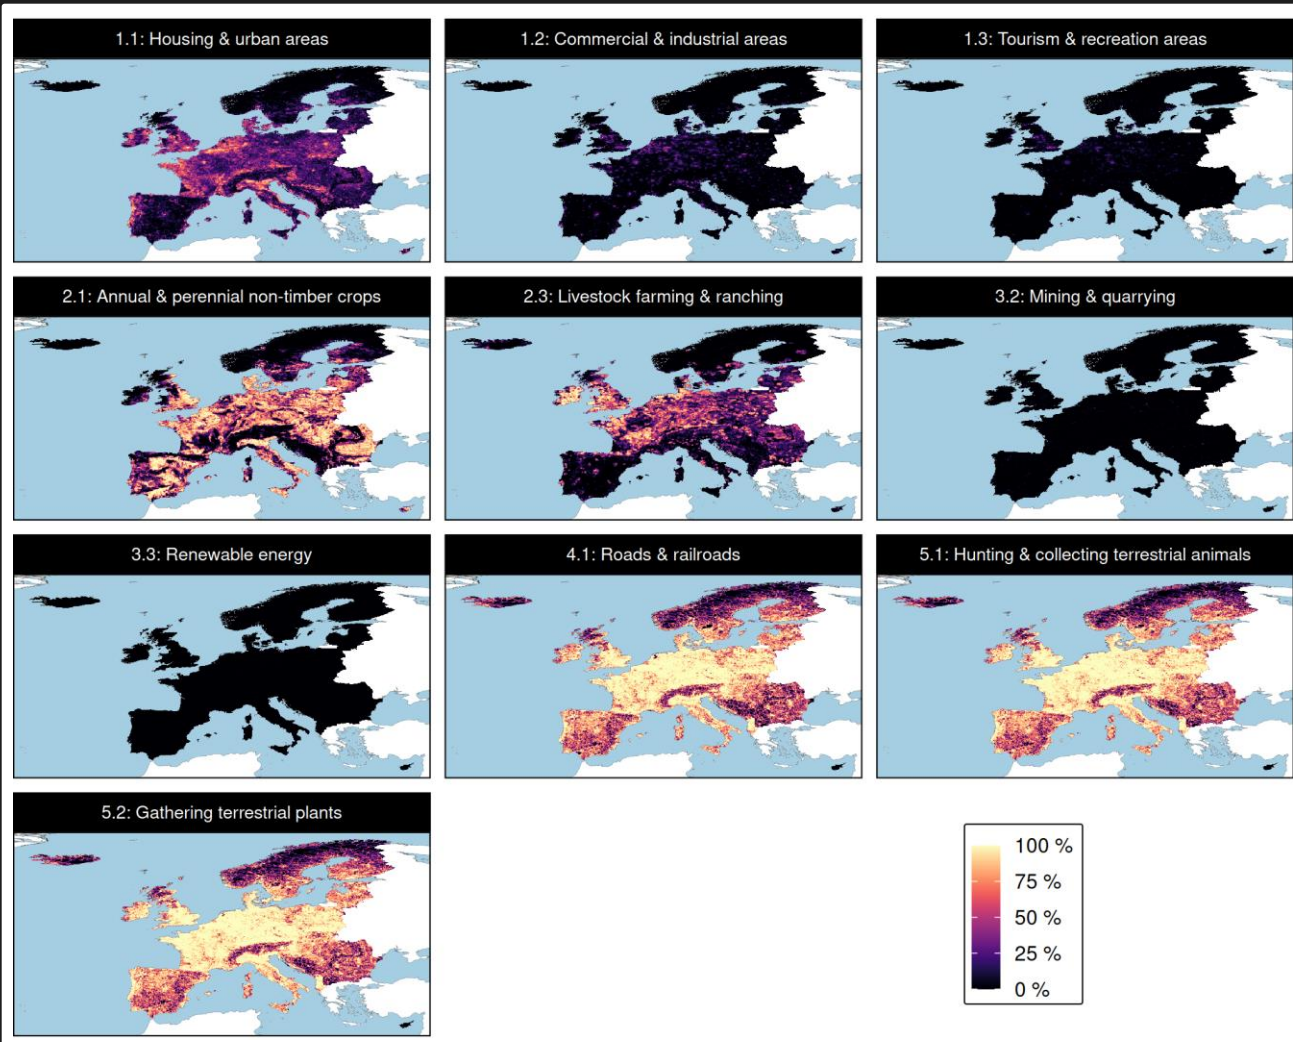 1.1: Housing & urban areas
1.2: Commercial & industrial areas
1.3: Tourism & recreation areas
2.1: Annual & perennial non-timber crops
2.3: Livestock farming & ranching
3.2: Mining & quarrying
3.3: Renewable energy
4.1: Roads & railroads
5.1: Hunting & collecting terrestrial animals
5.2: Gathering terrestrial plants
100 %
75 %
50 %
25 %
0 %